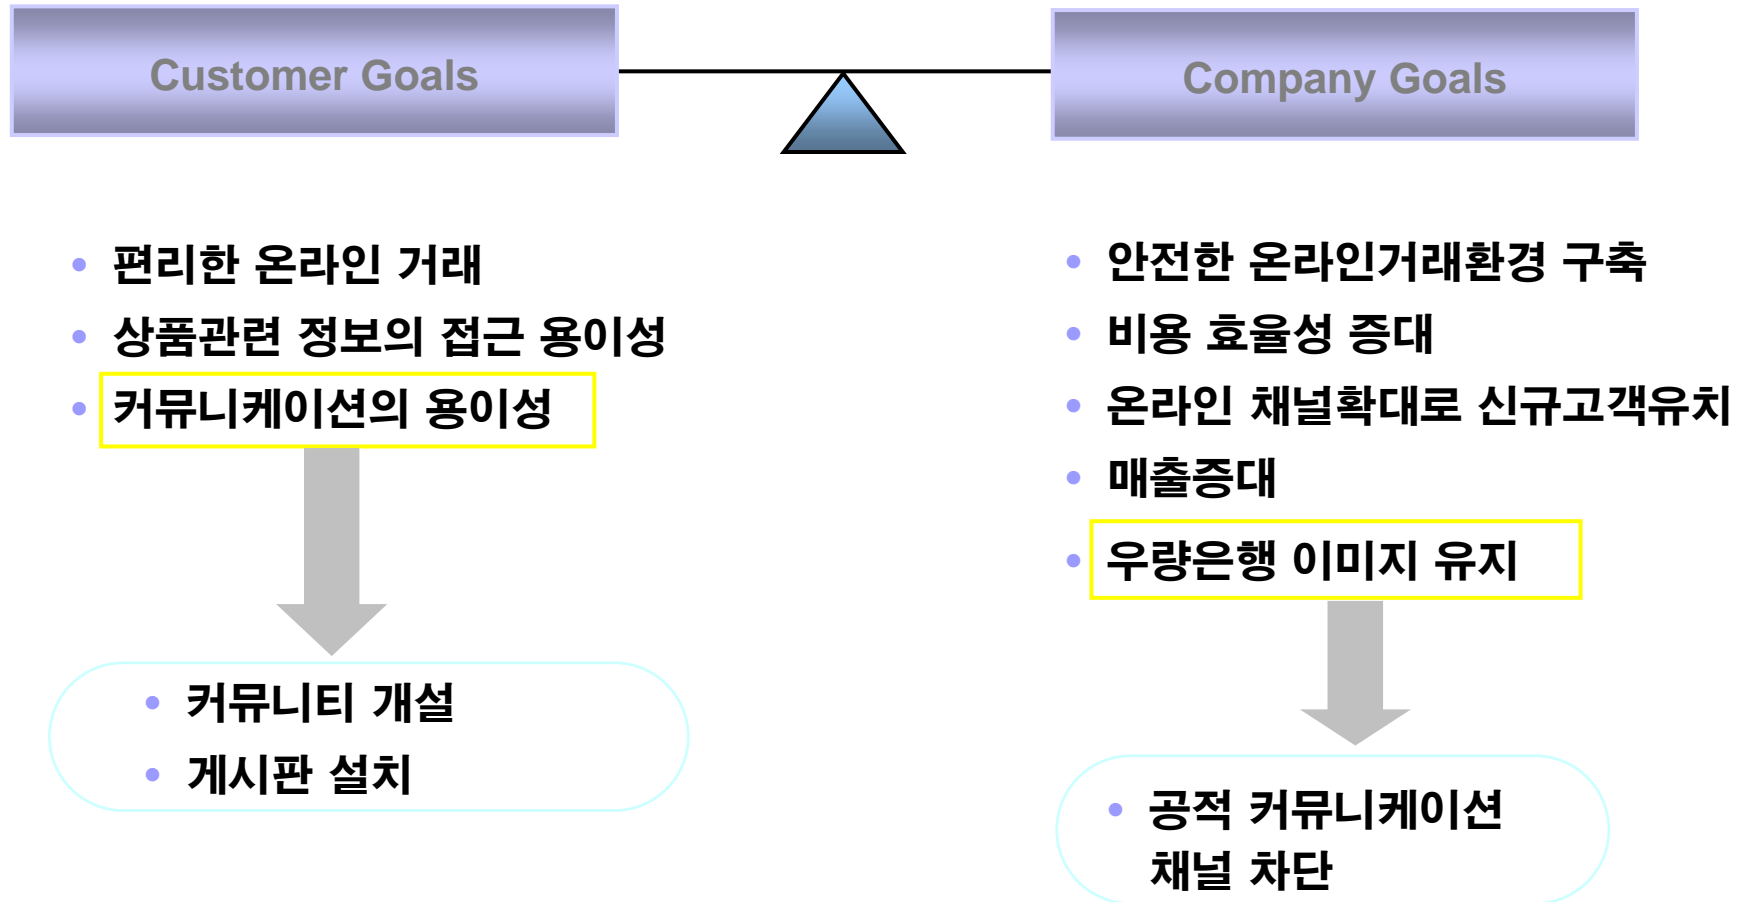 Customer Goals
Company Goals
• 편리한 온라인 거래
• 상품관련 정보의 접근 용이성
• 커뮤니케이션의 용이성
• 커뮤니티 개설
• 게시판 설치
• 안전한 온라인거래환경 구축
• 비용 효율성 증대
• 온라인 채널확대로 신규고객유치
• 매출증대
• 우량은행 이미지 유지
• 공적 커뮤니케이션
채널 차단